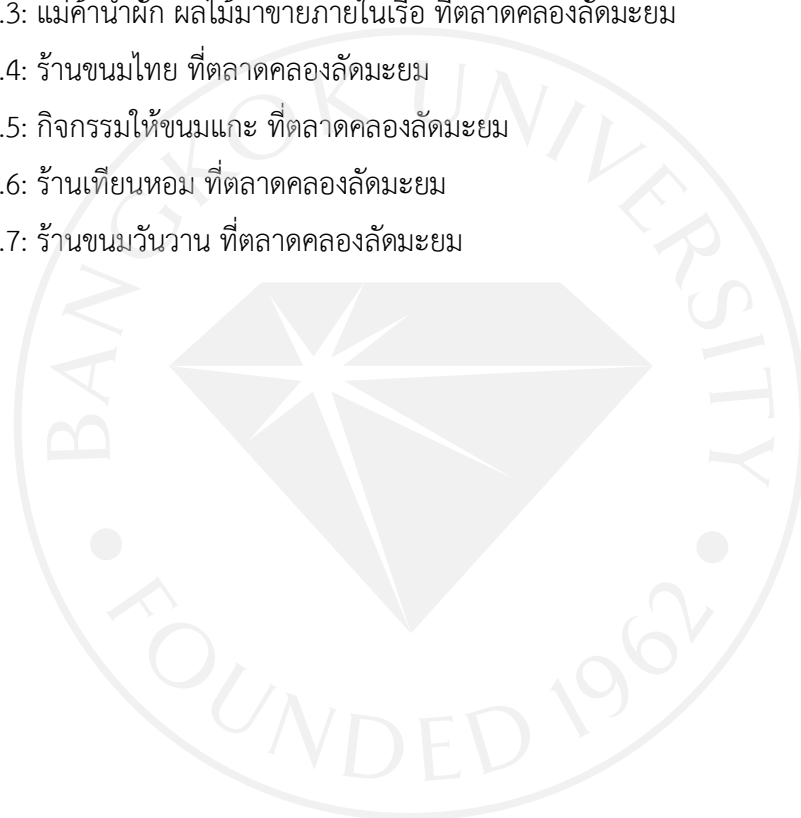 .3: แม่ค้านำผัก ผลไม้มาขายภายในเรือ ที่ตลาดคลองลัดมะยม
.4: ร้านขนมไทย ที่ตลาดคลองลัดมะยม
.5: กิจกรรมให้ขนมแกะ ที่ตลาดคลองลัดมะยม
.6: ร้านเทียนหอม ที่ตลาดคลองลัดมะยม
.7: ร้านขนมวันวาน ที่ตลาดคลองลัดมะยม
BANGKOK UNIVERSITY
• FOUNDED 1962 •